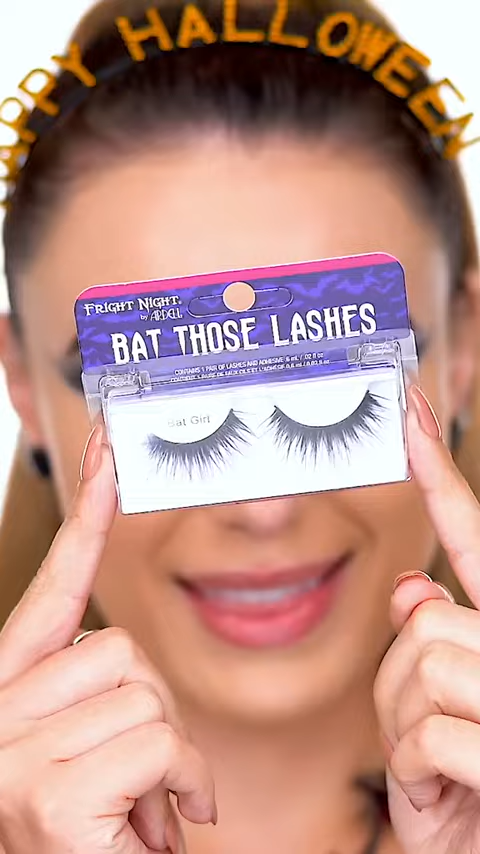 HAPPY HALLOWEEN
FRIGHT NIGHT
by ARDELL
BAT THOSE LASHES
CONTAINS 1 PAIR OF LASHES AND ADHESIVE
Bat Girl